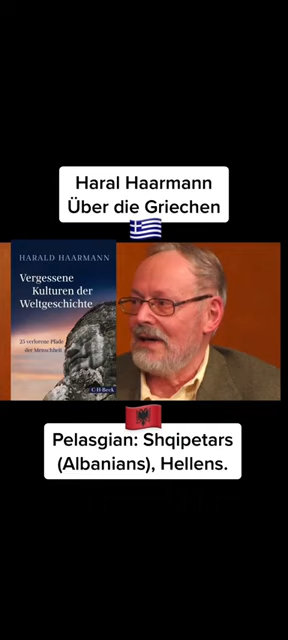 Haral Haarmann
Über die Griechen
HARALD HAARMANN
Vergessene
Kulturen der
Weltgeschichte
25 verlorene Pfade
der Menschheit
C·H·Beck
Pelasgian: Shqipetars
(Albanians), Hellens.